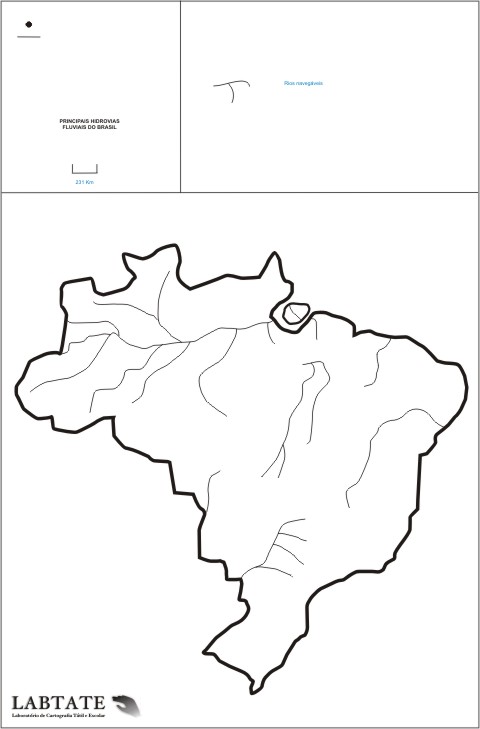 PRINCIPAIS HIDROVIAS
FLUVIAIS DO BRASIL
231 Km
Rios navegáveis
LABTATE
Laboratório de Cartografia Tátil e Escolar